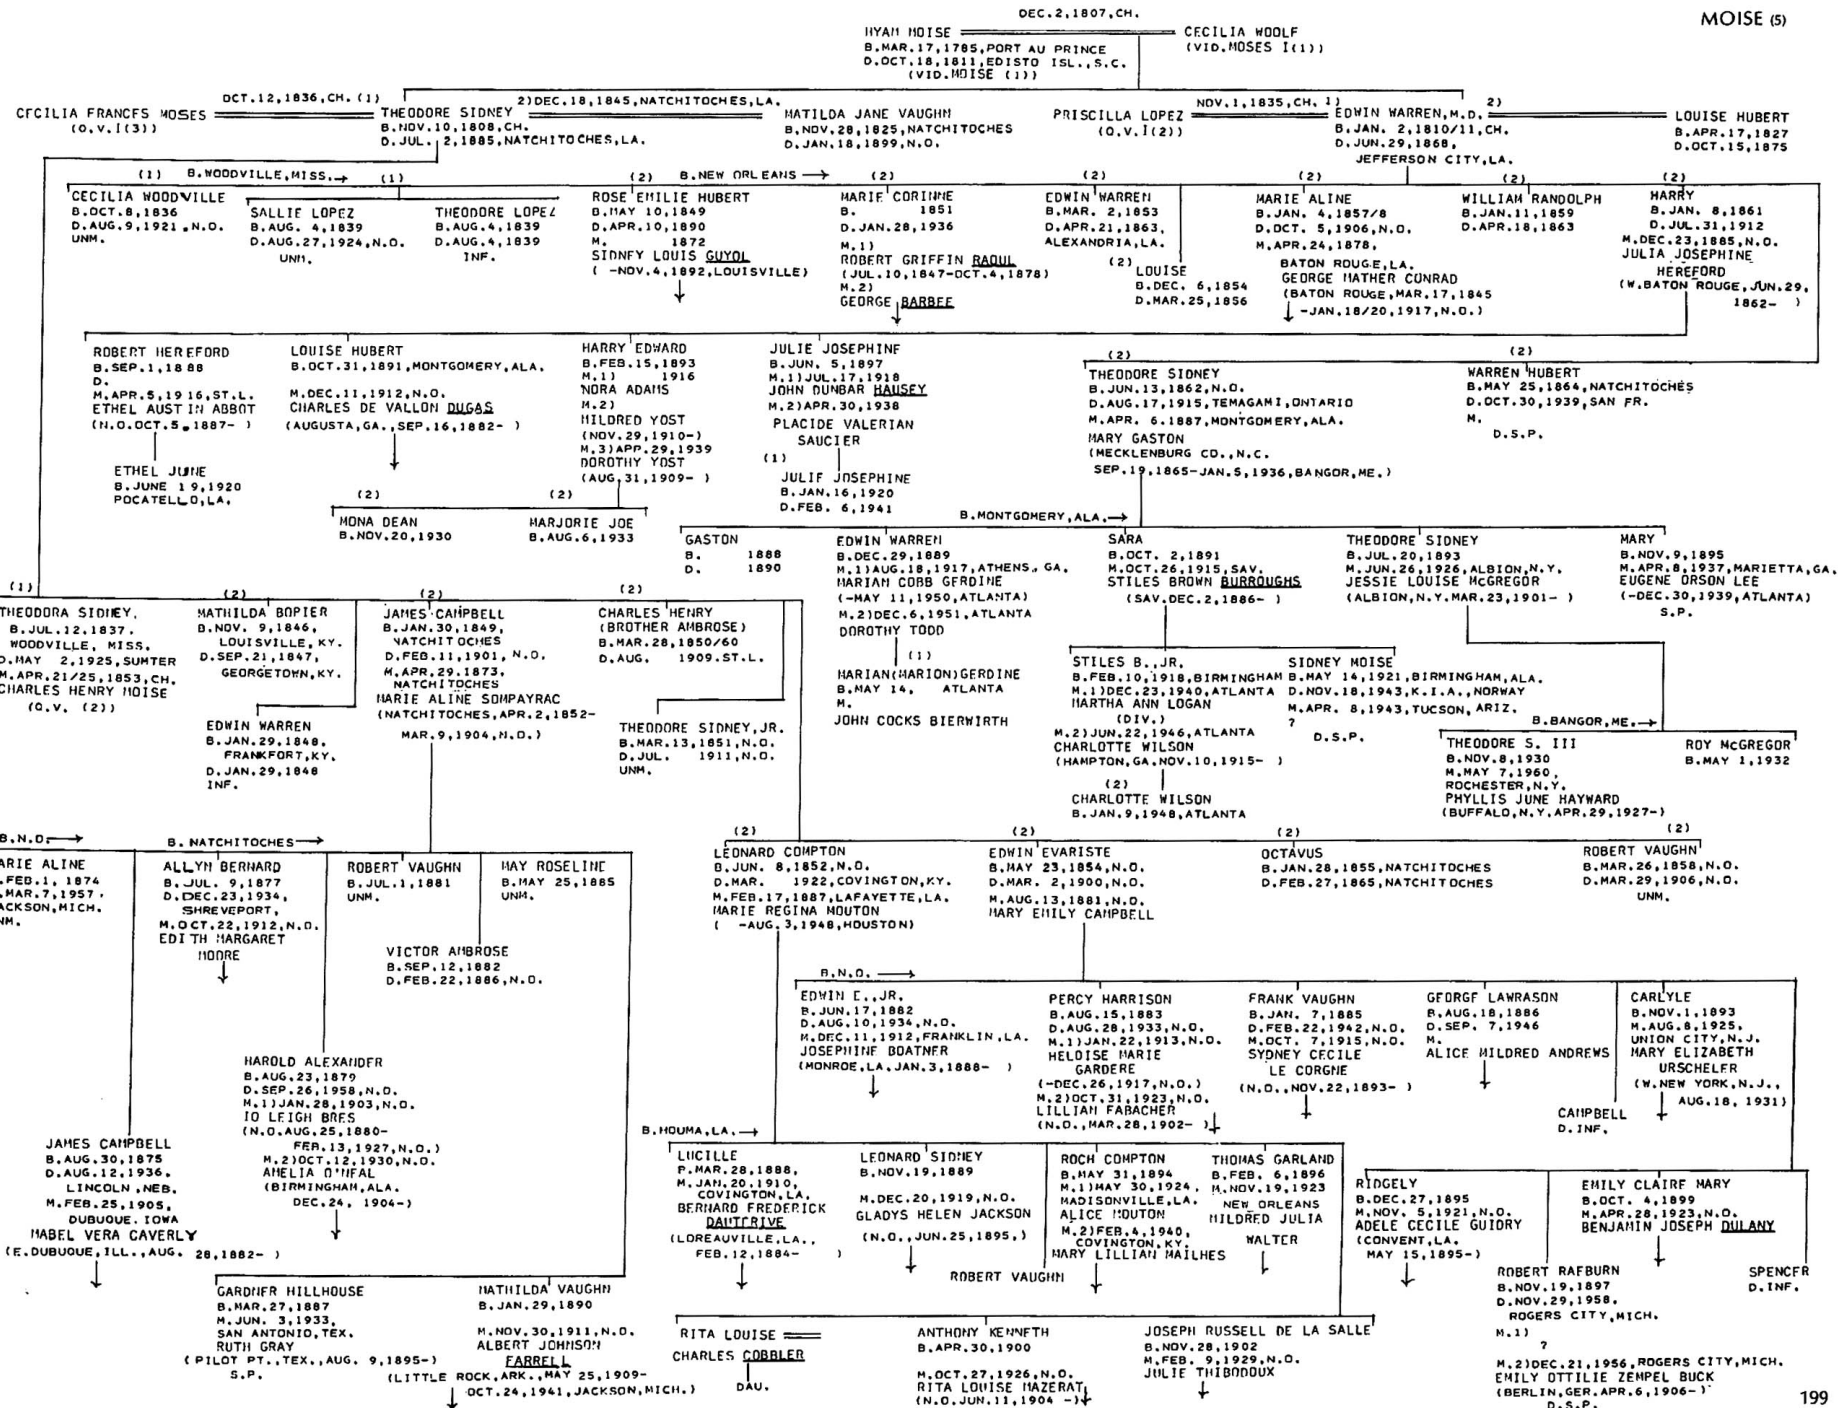 MOISE (5)
DEC.2,1807,CH.
HYAM MOISE
B.MAR.17,1785,PORT AU PRINCE
D.OCT.18,1811,EDISTO ISL.,S.C.
(VID.MOISE (1))
CECILIA WOOLF
(VID.MOSES I(1))
CECILIA FRANCES MOSES
(Q.V.I(3))
OCT.12,1836,CH.(1)
THEODORE SIDNEY
B.NOV.10,1808,CH.
D.JUL. 2,1885,NATCHITOCHES,LA.
2)DEC.18,1845,NATCHITOCHES,LA.
MATILDA JANE VAUGHN
B.NOV.28,1825,NATCHITOCHES
D.JAN.18,1899,N.O.
PRISCILLA LOPEZ
(Q.V.I(2))
NOV.1,1835,CH. 1)
EDWIN WARREN,M.D.
B.JAN. 2,1810/11,CH.
D.JUN.29,1868,
JEFFERSON CITY,LA.
2)
LOUISE HUBERT
B.APR.17,1827
D.OCT.15,1875
(1) B.WOODVILLE,MISS.→ (1)
CECILIA WOODVILLE
B.OCT.8,1836
D.AUG.9,1921,N.O.
UNM.
SALLIE LOPEZ
B.AUG. 4,1839
D.AUG.27,1924,N.O.
UNM.
THEODORE LOPEZ
B.AUG.4,1839
D.AUG.4,1839
INF.
(2) B.NEW ORLEANS →
ROSE EMILIE HUBERT
B.MAY 10,1849
D.APR.10,1890
M. 1872
SIDNEY LOUIS GUYOL
( -NOV.4,1892,LOUISVILLE)
(2)
MARIE CORINNE
B. 1851
D.JAN.28,1936
M.1)
ROBERT GRIFFIN RAOUL
(JUL.10,1847-OCT.4,1878)
M.2)
GEORGE BARBEE
(2)
EDWIN WARREN
B.MAR. 2,1853
D.APR.21,1863,
ALEXANDRIA,LA.
(2)
LOUISE
B.DEC. 6,1854
D.MAR.25,1856
(2)
MARIE ALINE
B.JAN. 4,1857/8
D.OCT. 5,1906,N.O.
M.APR.24,1878,
BATON ROUGE,LA.
GEORGE MATHER CONRAD
(BATON ROUGE,MAR.17,1845
-JAN.18/20,1917,N.O.)
(2)
WILLIAM RANDOLPH
B.JAN.11,1859
D.APR.18,1863
(2)
HARRY
B.JAN. 8,1861
D.JUL.31,1912
M.DEC.23,1885,N.O.
JULIA JOSEPHINE
HEREFORD
(W.BATON ROUGE,JUN.29,
1862- )
ROBERT HEREFORD
B.SEP.1,1888
D.
M.APR.5,1916,ST.L.
ETHEL AUSTIN ABBOT
(N.O.OCT.5,1887- )
ETHEL JUNE
B.JUNE 19,1920
POCATELLO,LA.
LOUISE HUBERT
B.OCT.31,1891,MONTGOMERY,ALA.
M.DEC.11,1912,N.O.
CHARLES DE VALLON DUGAS
(AUGUSTA,GA.,SEP.16,1882- )
HARRY EDWARD
B.FEB.15,1893
M.1) 1916
NORA ADAMS
M.2)
MILDRED YOST
(NOV.29,1910-)
M.3)APR.29,1939
DOROTHY YOST
(AUG.31,1909- )
(2)
MONA DEAN
B.NOV.20,1930
(2)
MARJORIE JOE
B.AUG.6,1933
JULIE JOSEPHINE
B.JUN. 5,1897
M.1)JUL.17,1918
JOHN DUNBAR HAUSEY
M.2)APR.30,1938
PLACIDE VALERIAN
SAUCIER
(1)
JULIE JOSEPHINE
B.JAN.16,1920
D.FEB. 6,1941
(2)
THEODORE SIDNEY
B.JUN.13,1862,N.O.
D.AUG.17,1915,TEMAGAMI,ONTARIO
M.APR. 6.1887,MONTGOMERY,ALA.
MARY GASTON
(MECKLENBURG CO.,N.C.
SEP.19,1865-JAN.5,1936,BANGOR,ME.)
(2)
WARREN HUBERT
B.MAY 25,1864,NATCHITOCHES
D.OCT.30,1939,SAN FR.
M.
D.S.P.
B.MONTGOMERY,ALA.→
GASTON
B. 1888
D. 1890
EDWIN WARREN
B.DEC.29,1889
M.1)AUG.18,1917,ATHENS, GA.
MARIAN COBB GERDINE
(-MAY 11,1950,ATLANTA)
M.2)DEC.6,1951,ATLANTA
DOROTHY TODD
(1)
MARIAN(MARION)GERDINE
B.MAY 14, ATLANTA
M.
JOHN COCKS BIERWIRTH
SARA
B.OCT. 2,1891
M.OCT.26,1915,SAV.
STILES BROWN BURROUGHS
(SAV.DEC.2,1886- )
THEODORE SIDNEY
B.JUL.20,1893
M.JUN.26,1926,ALBION,N.Y.
JESSIE LOUISE McGREGOR
(ALBION,N.Y.MAR.23,1901- )
MARY
B.NOV.9,1895
M.APR.8,1937,MARIETTA,GA.
EUGENE ORSON LEE
(-DEC.30,1939,ATLANTA)
S.P.
STILES B.,JR.
B.FEB.10,1918,BIRMINGHAM
M.1)DEC.23,1940,ATLANTA
MARTHA ANN LOGAN
(DIV.)
M.2)JUN.22,1946,ATLANTA
CHARLOTTE WILSON
(HAMPTON,GA.NOV.10,1915- )
(2)
CHARLOTTE WILSON
B.JAN.9,1948,ATLANTA
SIDNEY MOISE
B.MAY 14,1921,BIRMINGHAM,ALA.
D.NOV.18,1943,K.I.A.,NORWAY
M.APR. 8,1943,TUCSON,ARIZ.
?
D.S.P.
B.BANGOR,ME.→
THEODORE S. III
B.NOV.8,1930
M.MAY 7,1960,
ROCHESTER,N.Y.
PHYLLIS JUNE HAYWARD
(BUFFALO,N.Y.APR.29,1927-)
ROY McGREGOR
B.MAY 1,1932
(1)
THEODORA SIDNEY,
B.JUL.12,1837.
WOODVILLE, MISS.
D.MAY 2,1925,SUMTER
M.APR.21/25,1853,CH.
CHARLES HENRY MOISE
(Q.V. (2))
(2)
MATHILDA BOPIER
B.NOV. 9,1846,
LOUISVILLE,KY.
D.SEP.21,1847,
GEORGETOWN,KY.
EDWIN WARREN
B.JAN.29,1848,
FRANKFORT,KY.
D.JAN.29,1848
INF.
(2)
JAMES CAMPBELL
B.JAN.30,1849,
NATCHITOCHES
D.FEB.11,1901, N.O.
M.APR.29.1873,
NATCHITOCHES
MARIE ALINE SOMPAYRAC
(NATCHITOCHES,APR.2,1852-
MAR.9,1904,N.O.)
(2)
CHARLES HENRY
(BROTHER AMBROSE)
B.MAR.28,1850/60
D.AUG. 1909.ST.L.
THEODORE SIDNEY,JR.
B.MAR.13,1851,N.O.
D.JUL. 1911,N.O.
UNM.
B.N.O.→
B. NATCHITOCHES→
ARIE ALINE
.FEB.1, 1874
.MAR.7,1957,
ACKSON,MICH.
NM.
ALLYN BERNARD
B.JUL. 9,1877
D.DEC.23,1934,
SHREVEPORT,
M.OCT.22,1912,N.O.
EDITH MARGARET
MOORE
ROBERT VAUGHN
B.JUL.1,1881
UNM.
MAY ROSELINE
B.MAY 25,1885
UNM.
VICTOR AMBROSE
B.SEP.12,1882
D.FEB.22,1886,N.O.
HAROLD ALEXANDER
B.AUG.23,1879
D.SEP.26,1958,N.O.
M.1)JAN.28,1903,N.O.
IO LEIGH BRES
(N.O.AUG.25,1880-
FEB.13,1927,N.O.)
M.2)OCT.12,1930,N.O.
AMELIA O'NEAL
(BIRMINGHAM,ALA.
DEC.24, 1904-)
JAMES CAMPBELL
B.AUG.30,1875
D.AUG.12,1936.
LINCOLN,NEB.
M.FEB.25,1905,
DUBUQUE.IOWA
MABEL VERA CAVERLY
(E.DUBUQUE,ILL.,AUG. 28,1882- )
GARDNER HILLHOUSE
B.MAR.27,1887
M.JUN. 3,1933,
SAN ANTONIO,TEX.
RUTH GRAY
(PILOT PT.,TEX.,AUG. 9,1895-)
S.P.
MATHILDA VAUGHN
B.JAN.29,1890
M.NOV.30,1911,N.O.
ALBERT JOHNSON
FARRELL
(LITTLE ROCK,ARK.,MAY 25,1909-
OCT.24,1941,JACKSON,MICH.)
(2)
LEONARD COMPTON
B.JUN. 8,1852,N.O.
D.MAR. 1922,COVINGTON,KY.
M.FEB.17,1887,LAFAYETTE,LA.
MARIE REGINA MOUTON
( -AUG.3,1948,HOUSTON)
(2)
EDWIN EVARISTE
B.MAY 23,1854,N.O.
D.MAR. 2,1900,N.O.
M.AUG.13,1881,N.O.
MARY EMILY CAMPBELL
(2)
OCTAVUS
B.JAN.28,1855,NATCHITOCHES
D.FEB.27,1865,NATCHITOCHES
(2)
ROBERT VAUGHN
B.MAR.26,1858,N.O.
D.MAR.29,1906,N.O.
UNM.
B.N.O. →
EDWIN E.,JR.
B.JUN.17,1882
D.AUG.10,1934,N.O.
M.DEC.11,1912,FRANKLIN,LA.
JOSEPHINE BOATNER
(MONROE,LA.JAN.3,1888- )
PERCY HARRISON
B.AUG.15,1883
D.AUG.28,1933,N.O.
M.1)JAN.22,1913,N.O.
HELOISE MARIE
GARDERE
(-DEC.26,1917,N.O.)
M.2)OCT.31,1923,N.O.
LILLIAN FABACHER
(N.O.,MAR.28,1902- )
FRANK VAUGHN
B.JAN. 7,1885
D.FEB.22,1942,N.O.
M.OCT. 7,1915,N.O.
SYDNEY CECILE
LE CORGNE
(N.O.,NOV.22,1893- )
GEORGE LAWRASON
B.AUG.18,1886
D.SEP. 7,1946
M.
ALICE MILDRED ANDREWS
CAMPBELL
D.INF.
CARLYLE
B.NOV.1,1893
M.AUG.8,1925,
UNION CITY,N.J.
MARY ELIZABETH
URSCHELER
(W.NEW YORK,N.J.,
AUG.18, 1931)
B.HOUMA,LA.→
LUCILLE
B.MAR.28,1888,
M.JAN.20,1910,
COVINGTON,LA.
BERNARD FREDERICK
DAUTERIVE
(LOREAUVILLE,LA.,
FEB.12,1884- )
LEONARD SIDNEY
B.NOV.19,1889
M.DEC.20,1919,N.O.
GLADYS HELEN JACKSON
(N.O.,JUN.25,1895,)
ROBERT VAUGHN
ROCH COMPTON
B.MAY 31,1894
M.1)MAY 30,1924,
MADISONVILLE,LA.
ALICE MOUTON
M.2)FEB.4,1940,
COVINGTON,KY.
MARY LILLIAN MAILHES
THOMAS GARLAND
B.FEB. 6,1896
M.NOV.19,1923
NEW ORLEANS
MILDRED JULIA
WALTER
RIDGELY
B.DEC.27,1895
M.NOV. 5,1921,N.O.
ADELE CECILE GUIDRY
(CONVENT,LA.
MAY 15,1895-)
EMILY CLAIRE MARY
B.OCT. 4,1899
M.APR.28,1923,N.O.
BENJAMIN JOSEPH DULANY
ROBERT RAEBURN
B.NOV.19,1897
D.NOV.29,1958,
ROGERS CITY,MICH.
M.1)
?
M.2)DEC.21,1956,ROGERS CITY,MICH.
EMILY OTTILIE ZEMPEL BUCK
(BERLIN,GER.APR.6,1906-)
D.S.P.
SPENCER
D.INF.
RITA LOUISE
CHARLES COBBLER
DAU.
ANTHONY KENNETH
B.APR.30,1900
M.OCT.27,1926,N.O.
RITA LOUISE MAZERAT
(N.O.JUN.11,1904 -)
JOSEPH RUSSELL DE LA SALLE
B.NOV.28,1902
M.FEB. 9,1929,N.O.
JULIE THIBODOUX
199